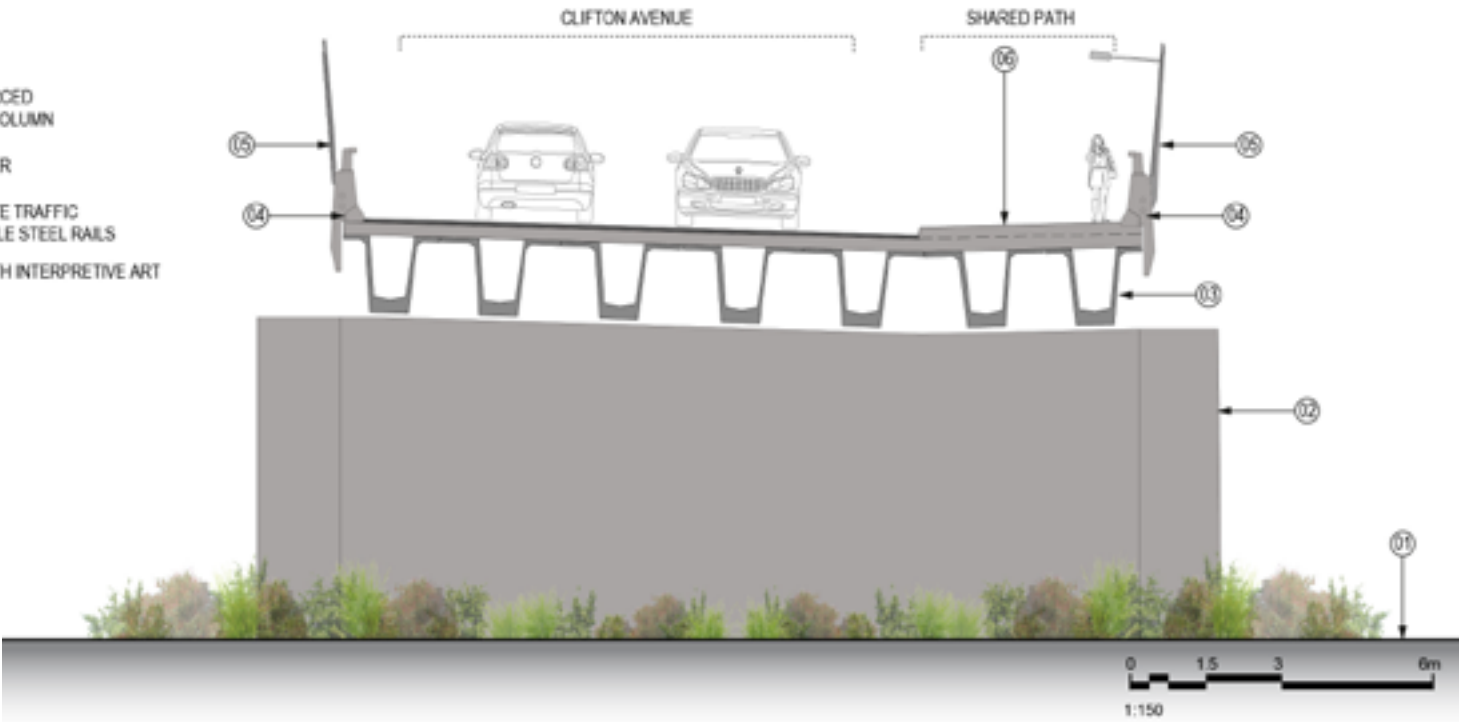 CLIFTON AVENUE
SHARED PATH
06
CED
OLUMN
05
05
R
04
E TRAFFIC
04
LE STEEL RAILS
H INTERPRETIVE ART
03
02
01
0 1.5 3 6m
1:150